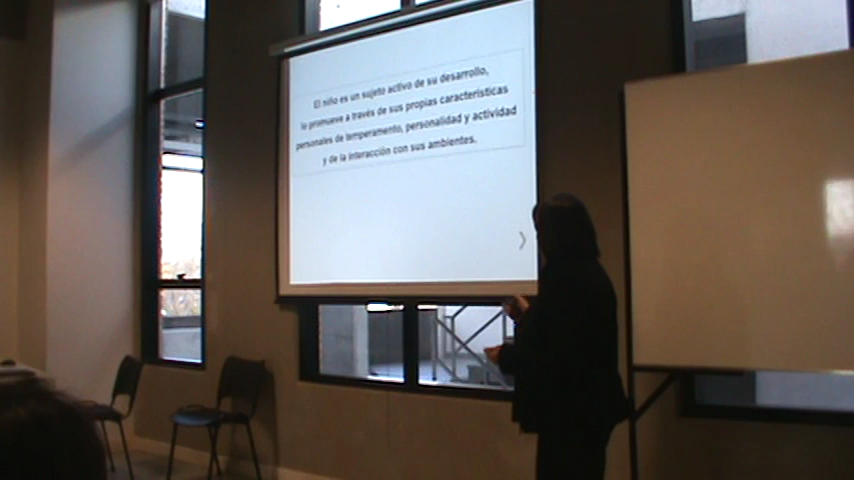 El niño es un sujeto activo de su desarrollo,
lo promueve a través de sus propias características
personales de temperamento, personalidad y actividad
y de la interacción con sus ambientes.